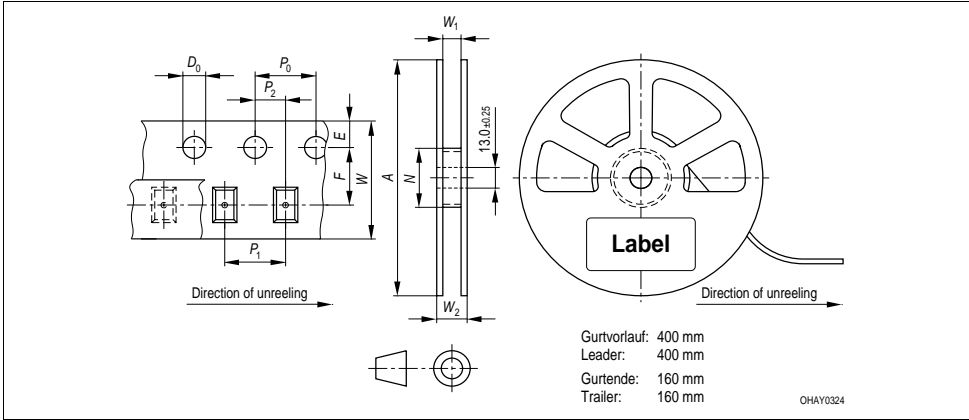 W1
D0
P0
P2
E
F
W
A
N
13.0±0.25
P1
W2
Label
Direction of unreeling
Direction of unreeling
Gurtvorlauf: 400 mm
Leader: 400 mm
Gurtende: 160 mm
Trailer: 160 mm
OHAY0324